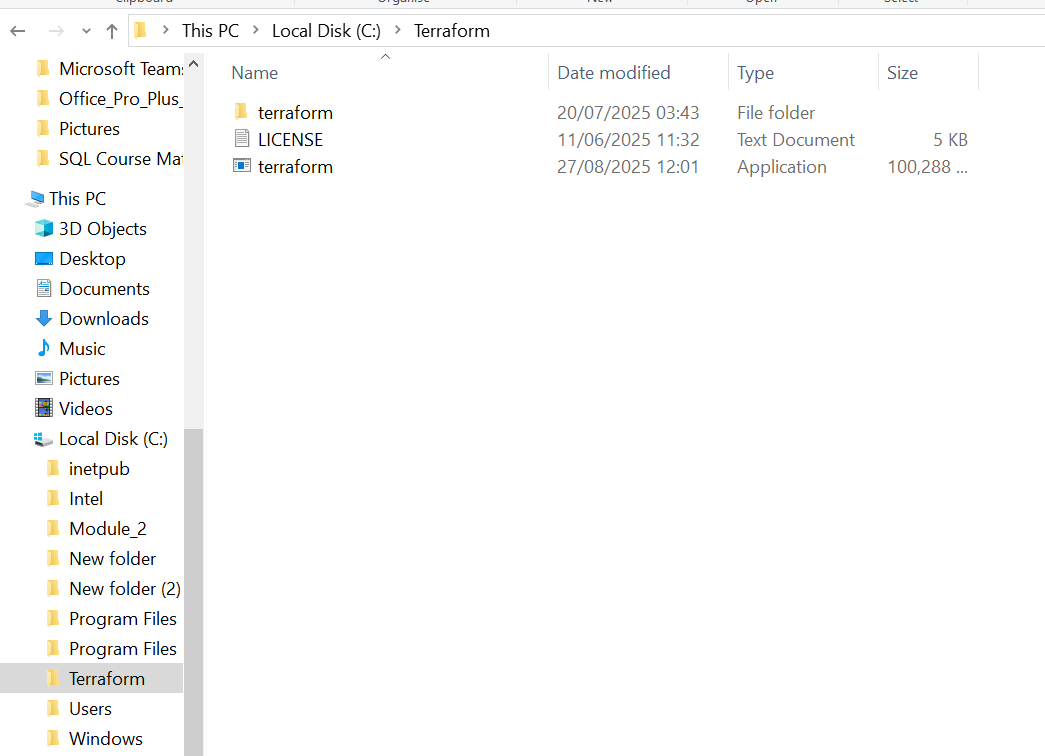 Clipboard Organise New Open Select
This PC > Local Disk (C:) > Terraform
Name Date modified Type Size
terraform 20/07/2025 03:43 File folder
LICENSE 11/06/2025 11:32 Text Document 5 KB
terraform 27/08/2025 12:01 Application 100,288 ...
Microsoft Teams
Office_Pro_Plus_
Pictures
SQL Course Mat
This PC
3D Objects
Desktop
Documents
Downloads
Music
Pictures
Videos
Local Disk (C:)
inetpub
Intel
Module_2
New folder
New folder (2)
Program Files
Program Files
Terraform
Users
Windows